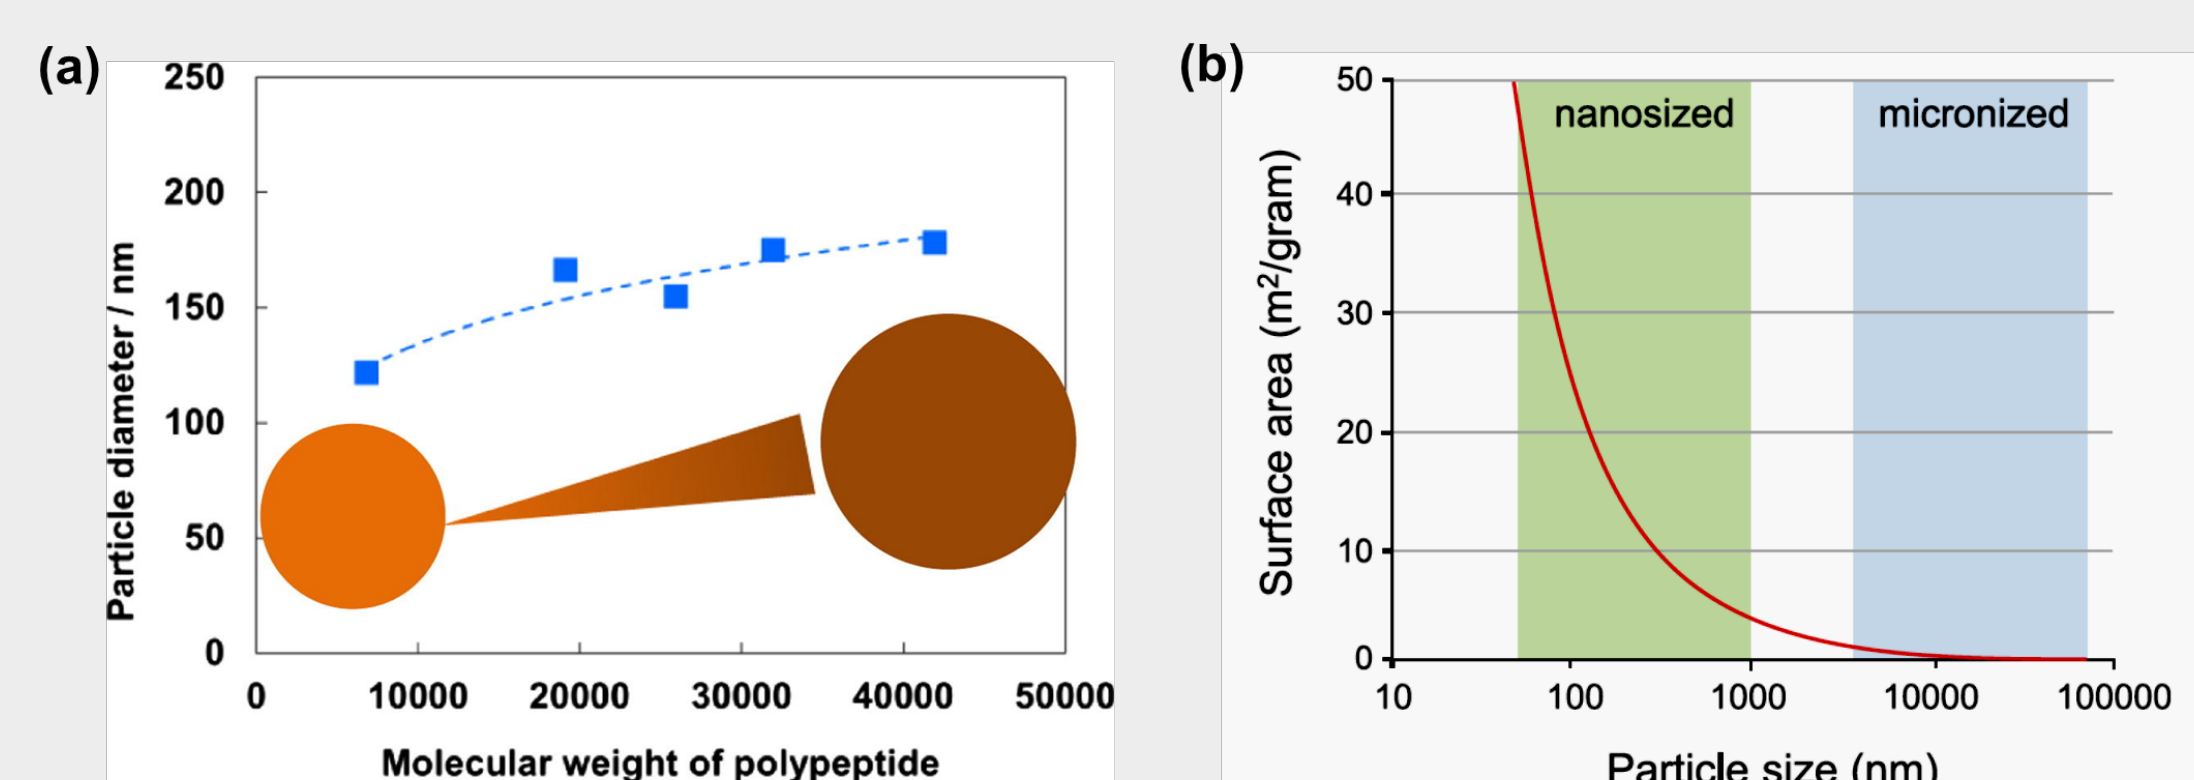 (a)
250
200
150
100
50
0
Particle diameter / nm
0 10000 20000 30000 40000 50000
Molecular weight of polypeptide
(b)
50
40
30
20
10
0
Surface area (m²/gram)
nanosized
micronized
10 100 1000 10000 100000
Particle size (nm)